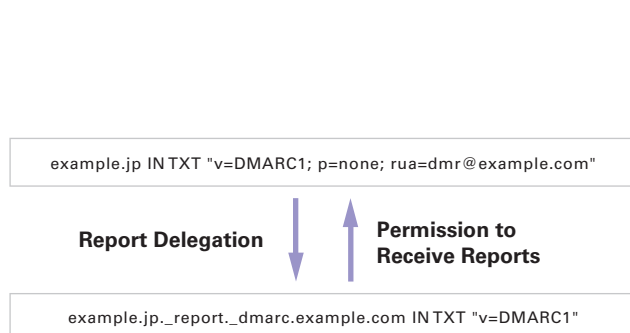 example.jp IN TXT "v=DMARC1; p=none; rua=dmr@example.com"
Report Delegation
Permission to
Receive Reports
example.jp._report._dmarc.example.com IN TXT "v=DMARC1"